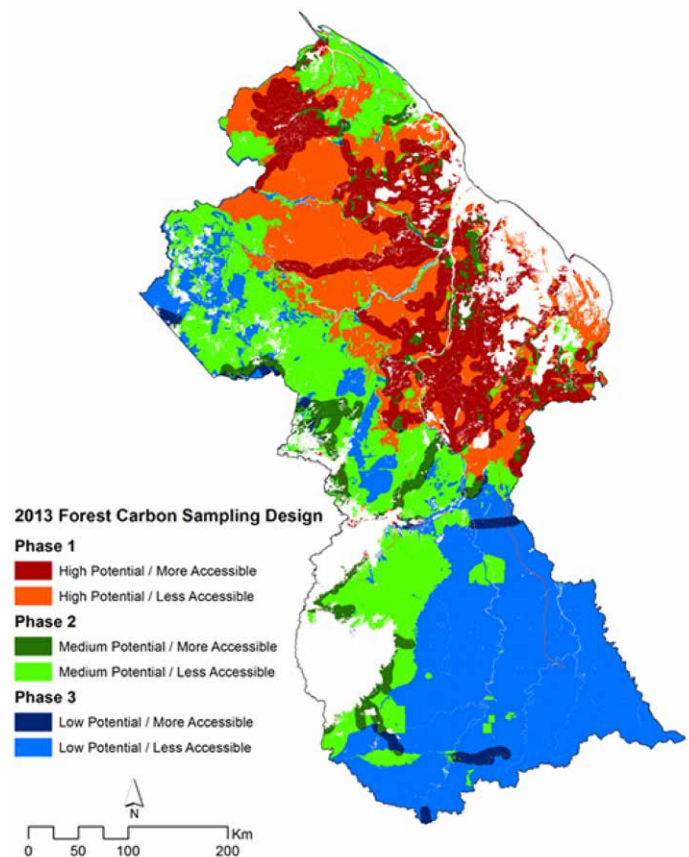 2013 Forest Carbon Sampling Design
Phase 1
High Potential / More Accessible
High Potential / Less Accessible
Phase 2
Medium Potential / More Accessible
Medium Potential / Less Accessible
Phase 3
Low Potential / More Accessible
Low Potential / Less Accessible
N
Km
0 50 100 200